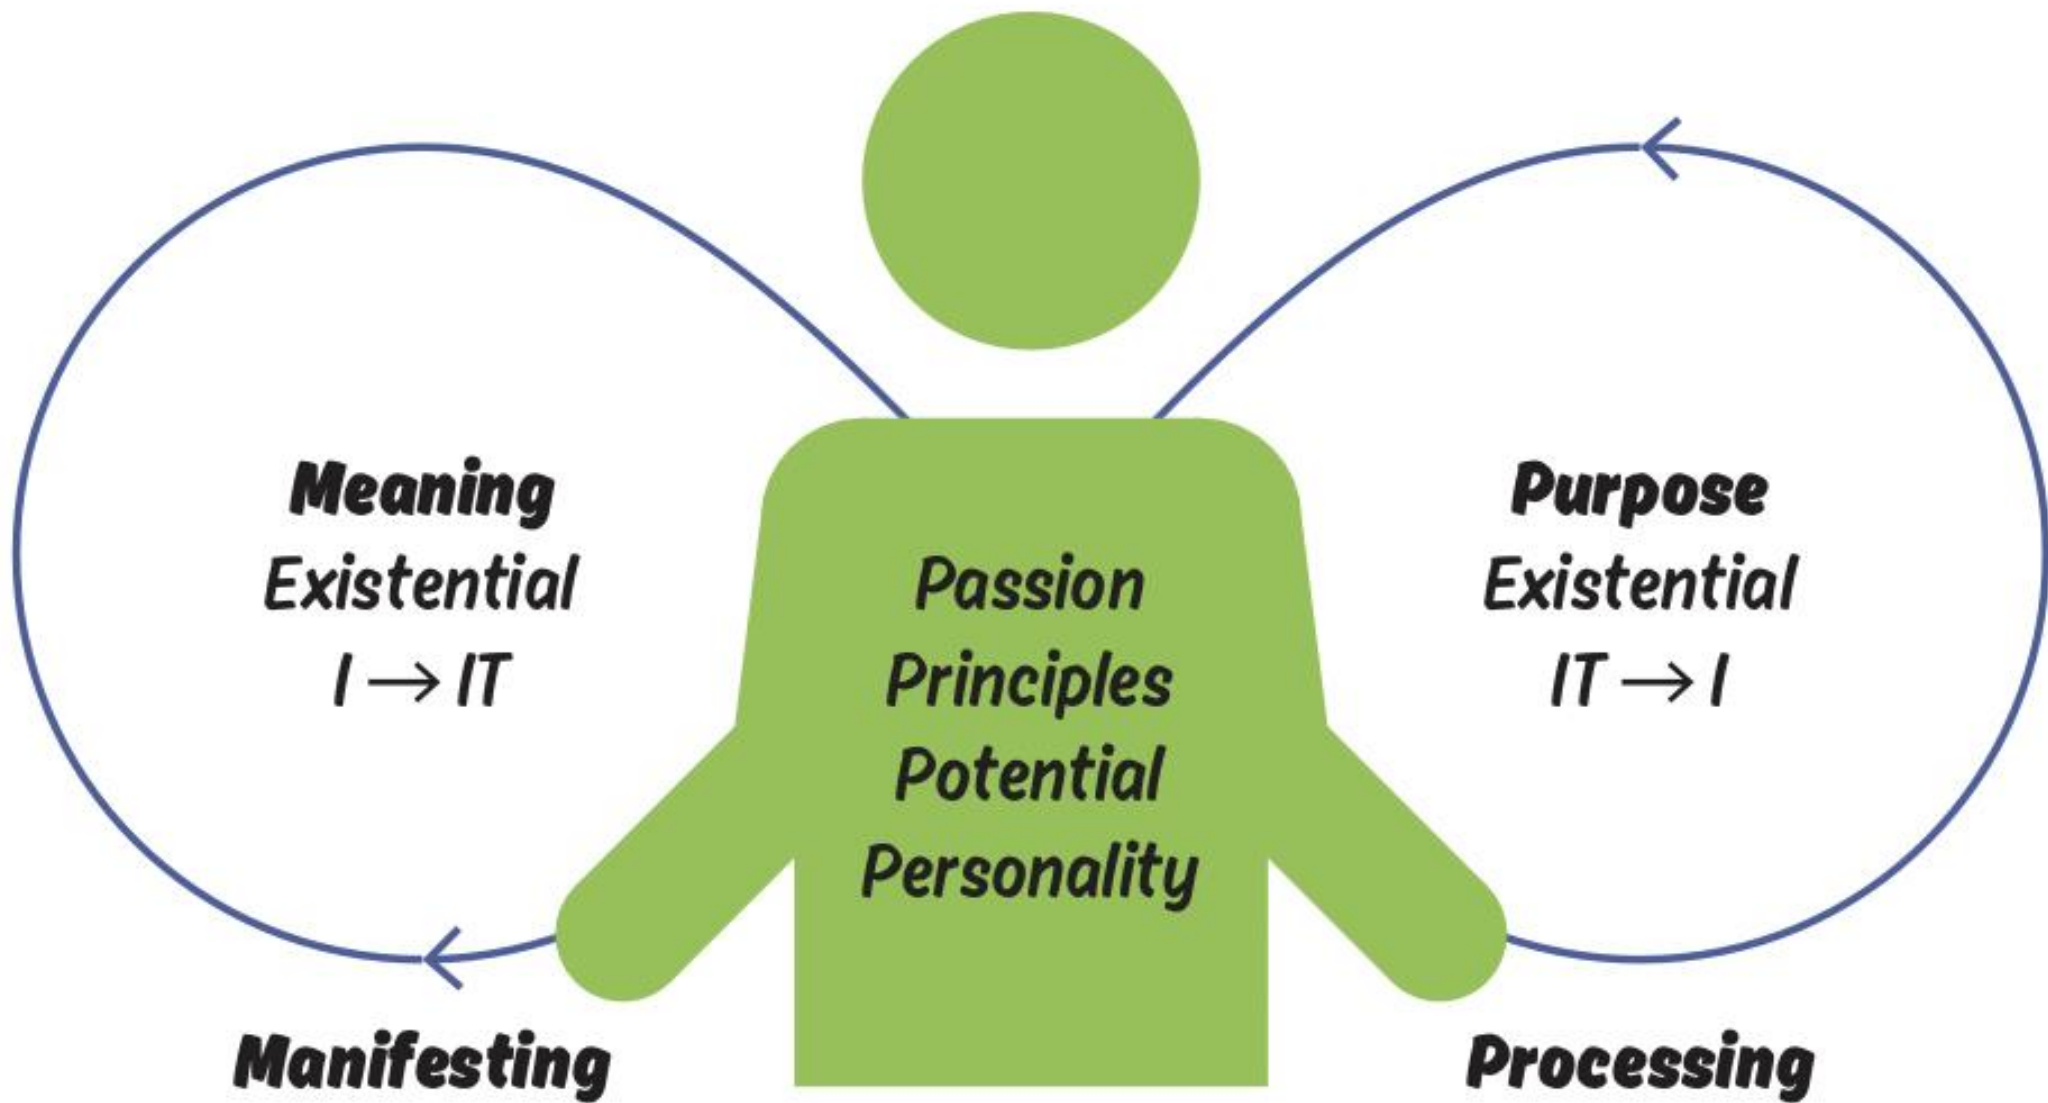 Meaning
Existential
I → IT
Passion
Principles
Potential
Personality
Purpose
Existential
IT → I
Manifesting
Processing